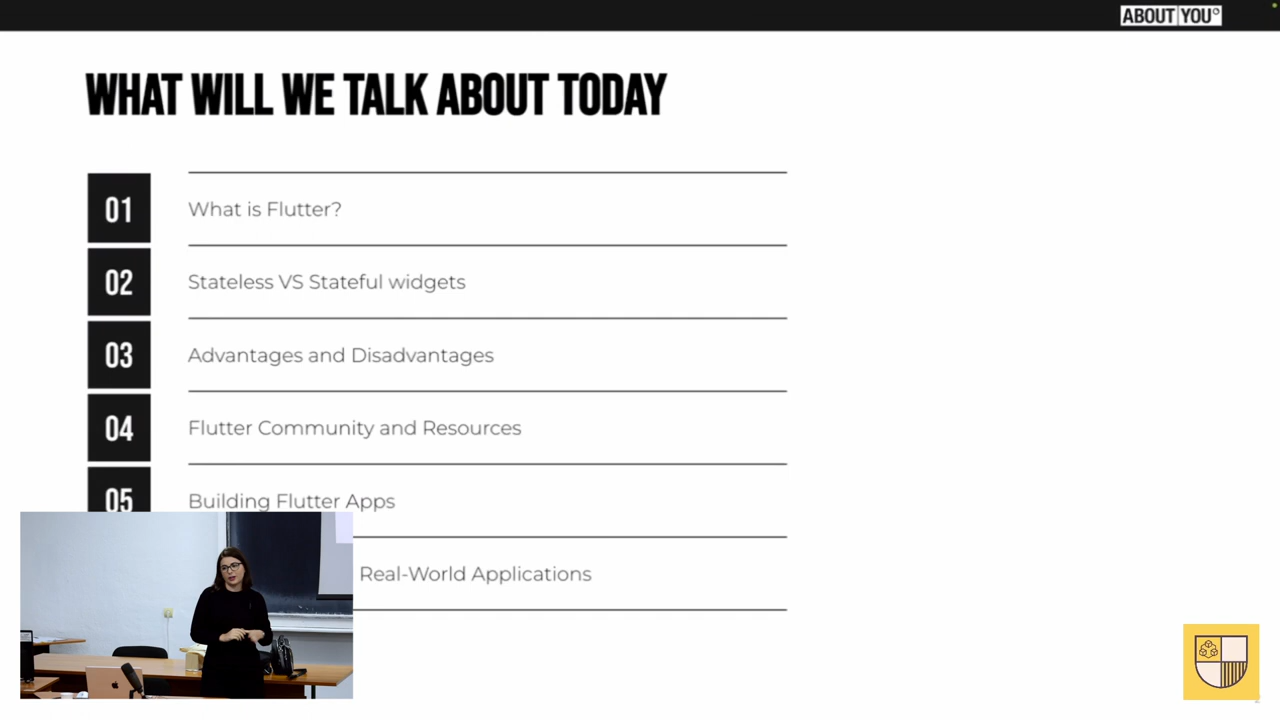 ABOUT YOU°
WHAT WILL WE TALK ABOUT TODAY
01
What is Flutter?
02
Stateless VS Stateful widgets
03
Advantages and Disadvantages
04
Flutter Community and Resources
05
Building Flutter Apps
Real-World Applications